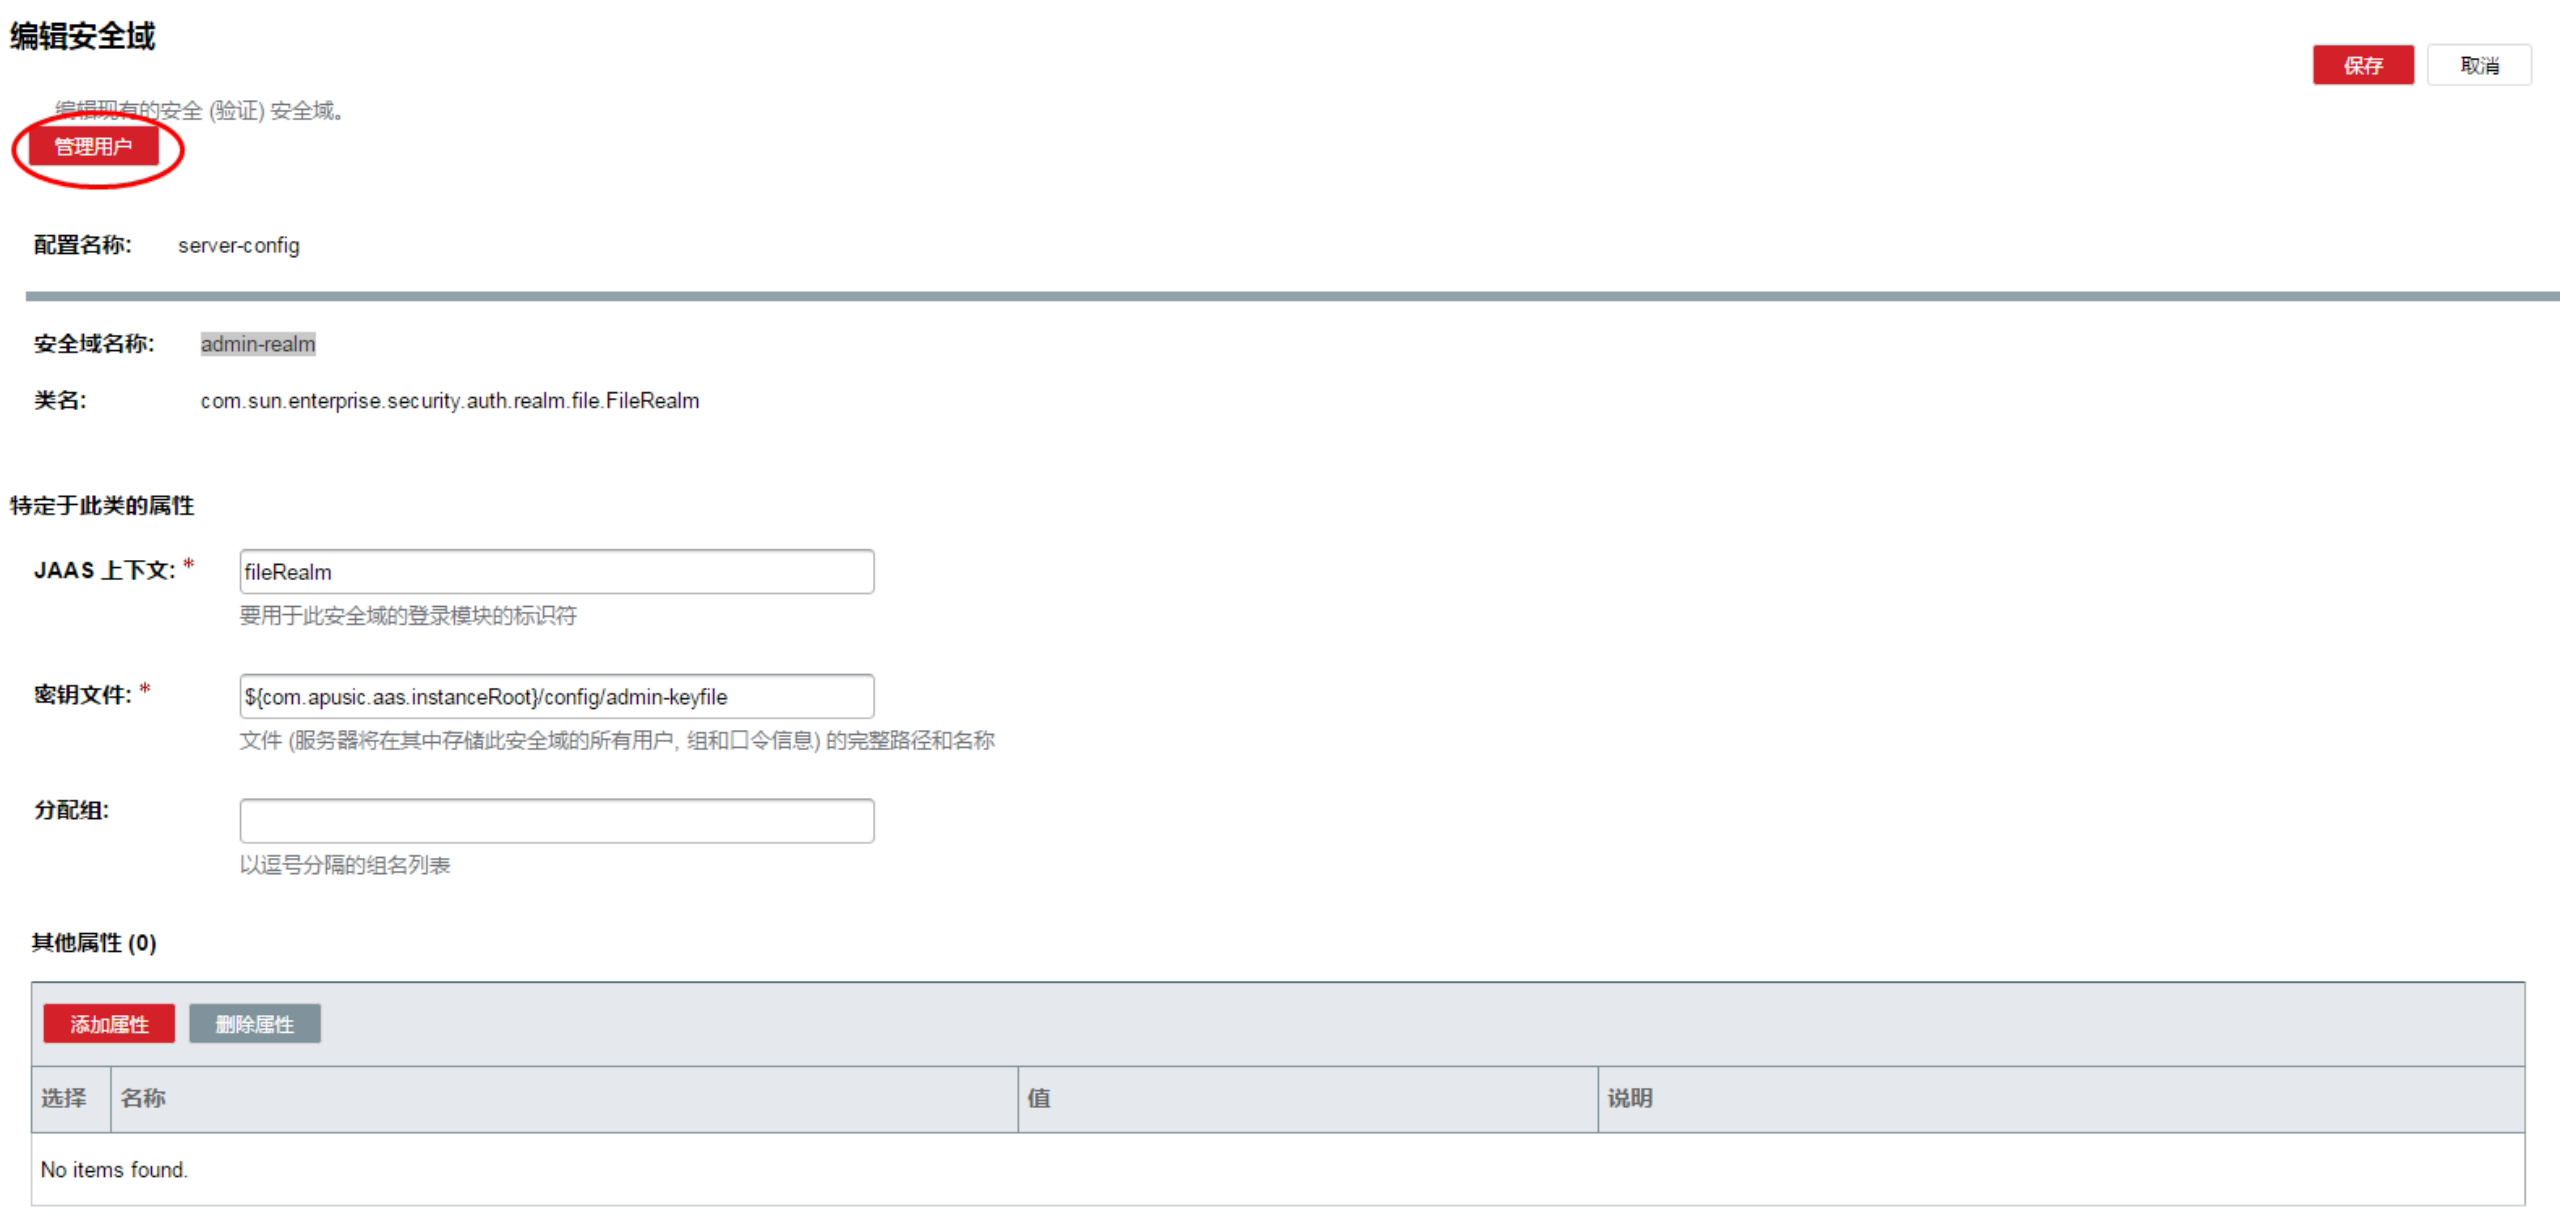 编辑安全域
保存 取消
编辑现有的安全 (验证) 安全域。
管理用户
配置名称: server-config
安全域名称: admin-realm
类名: com.sun.enterprise.security.auth.realm.file.FileRealm
特定于此类的属性
JAAS 上下文: * fileRealm
要用于此安全域的登录模块的标识符
密钥文件: * ${com.apusic.aas.instanceRoot}/config/admin-keyfile
文件 (服务器将在其中存储此安全域的所有用户, 组和口令信息) 的完整路径和名称
分配组:
以逗号分隔的组名列表
其他属性 (0)
添加属性 删除属性
选择 名称 值 说明
No items found.